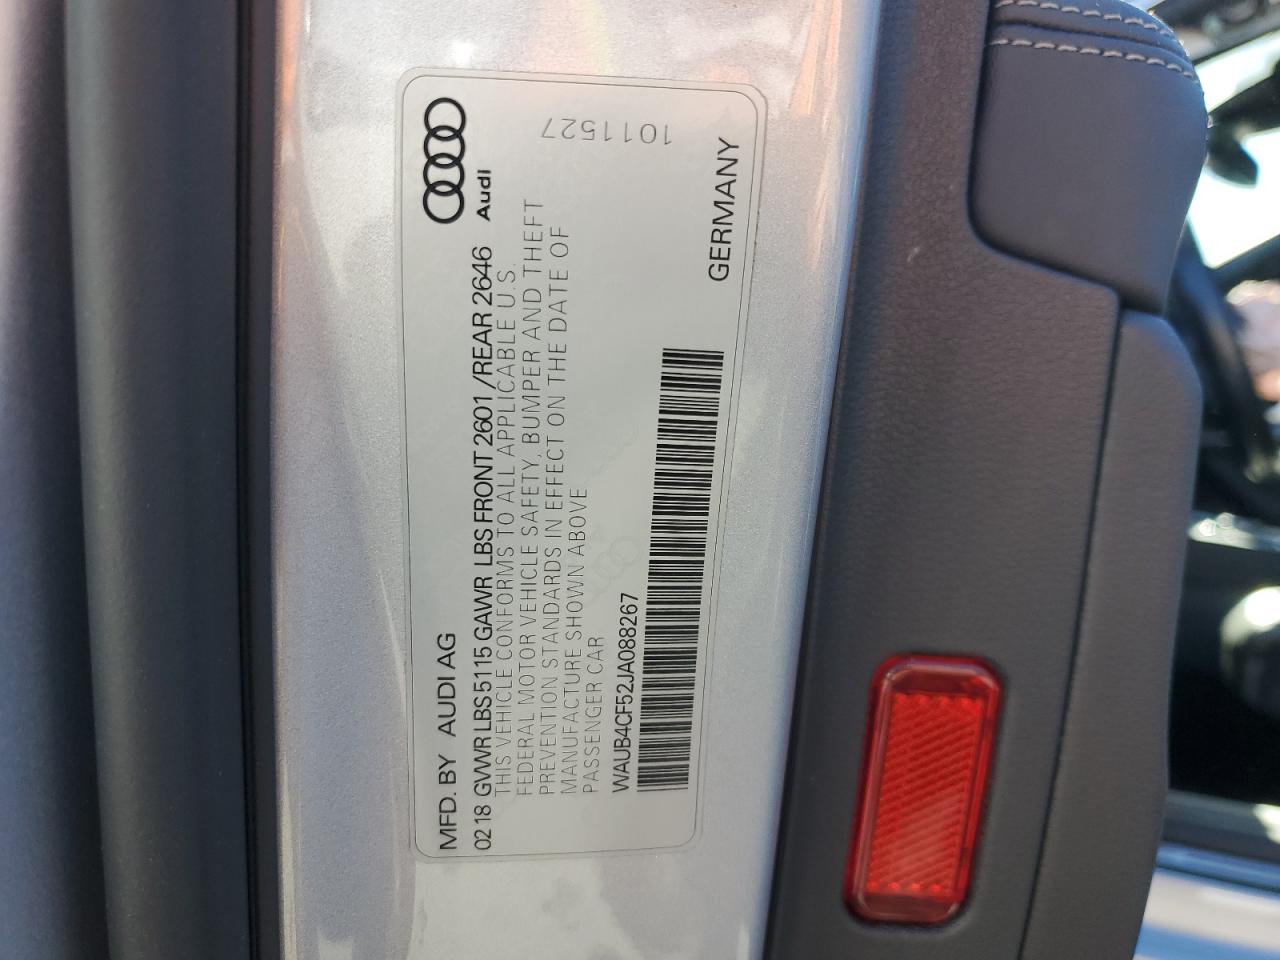 MFD. BY AUDI AG
Audi
02 18 GVWR LBS 5115 GAWR LBS FRONT 2601 /REAR 2646
THIS VEHICLE CONFORMS TO ALL APPLICABLE U.S.
FEDERAL MOTOR VEHICLE SAFETY, BUMPER AND THEFT
PREVENTION STANDARDS IN EFFECT ON THE DATE OF
MANUFACTURE SHOWN ABOVE
PASSENGER CAR
WAUB4CF52JA088267
GERMANY
1011527